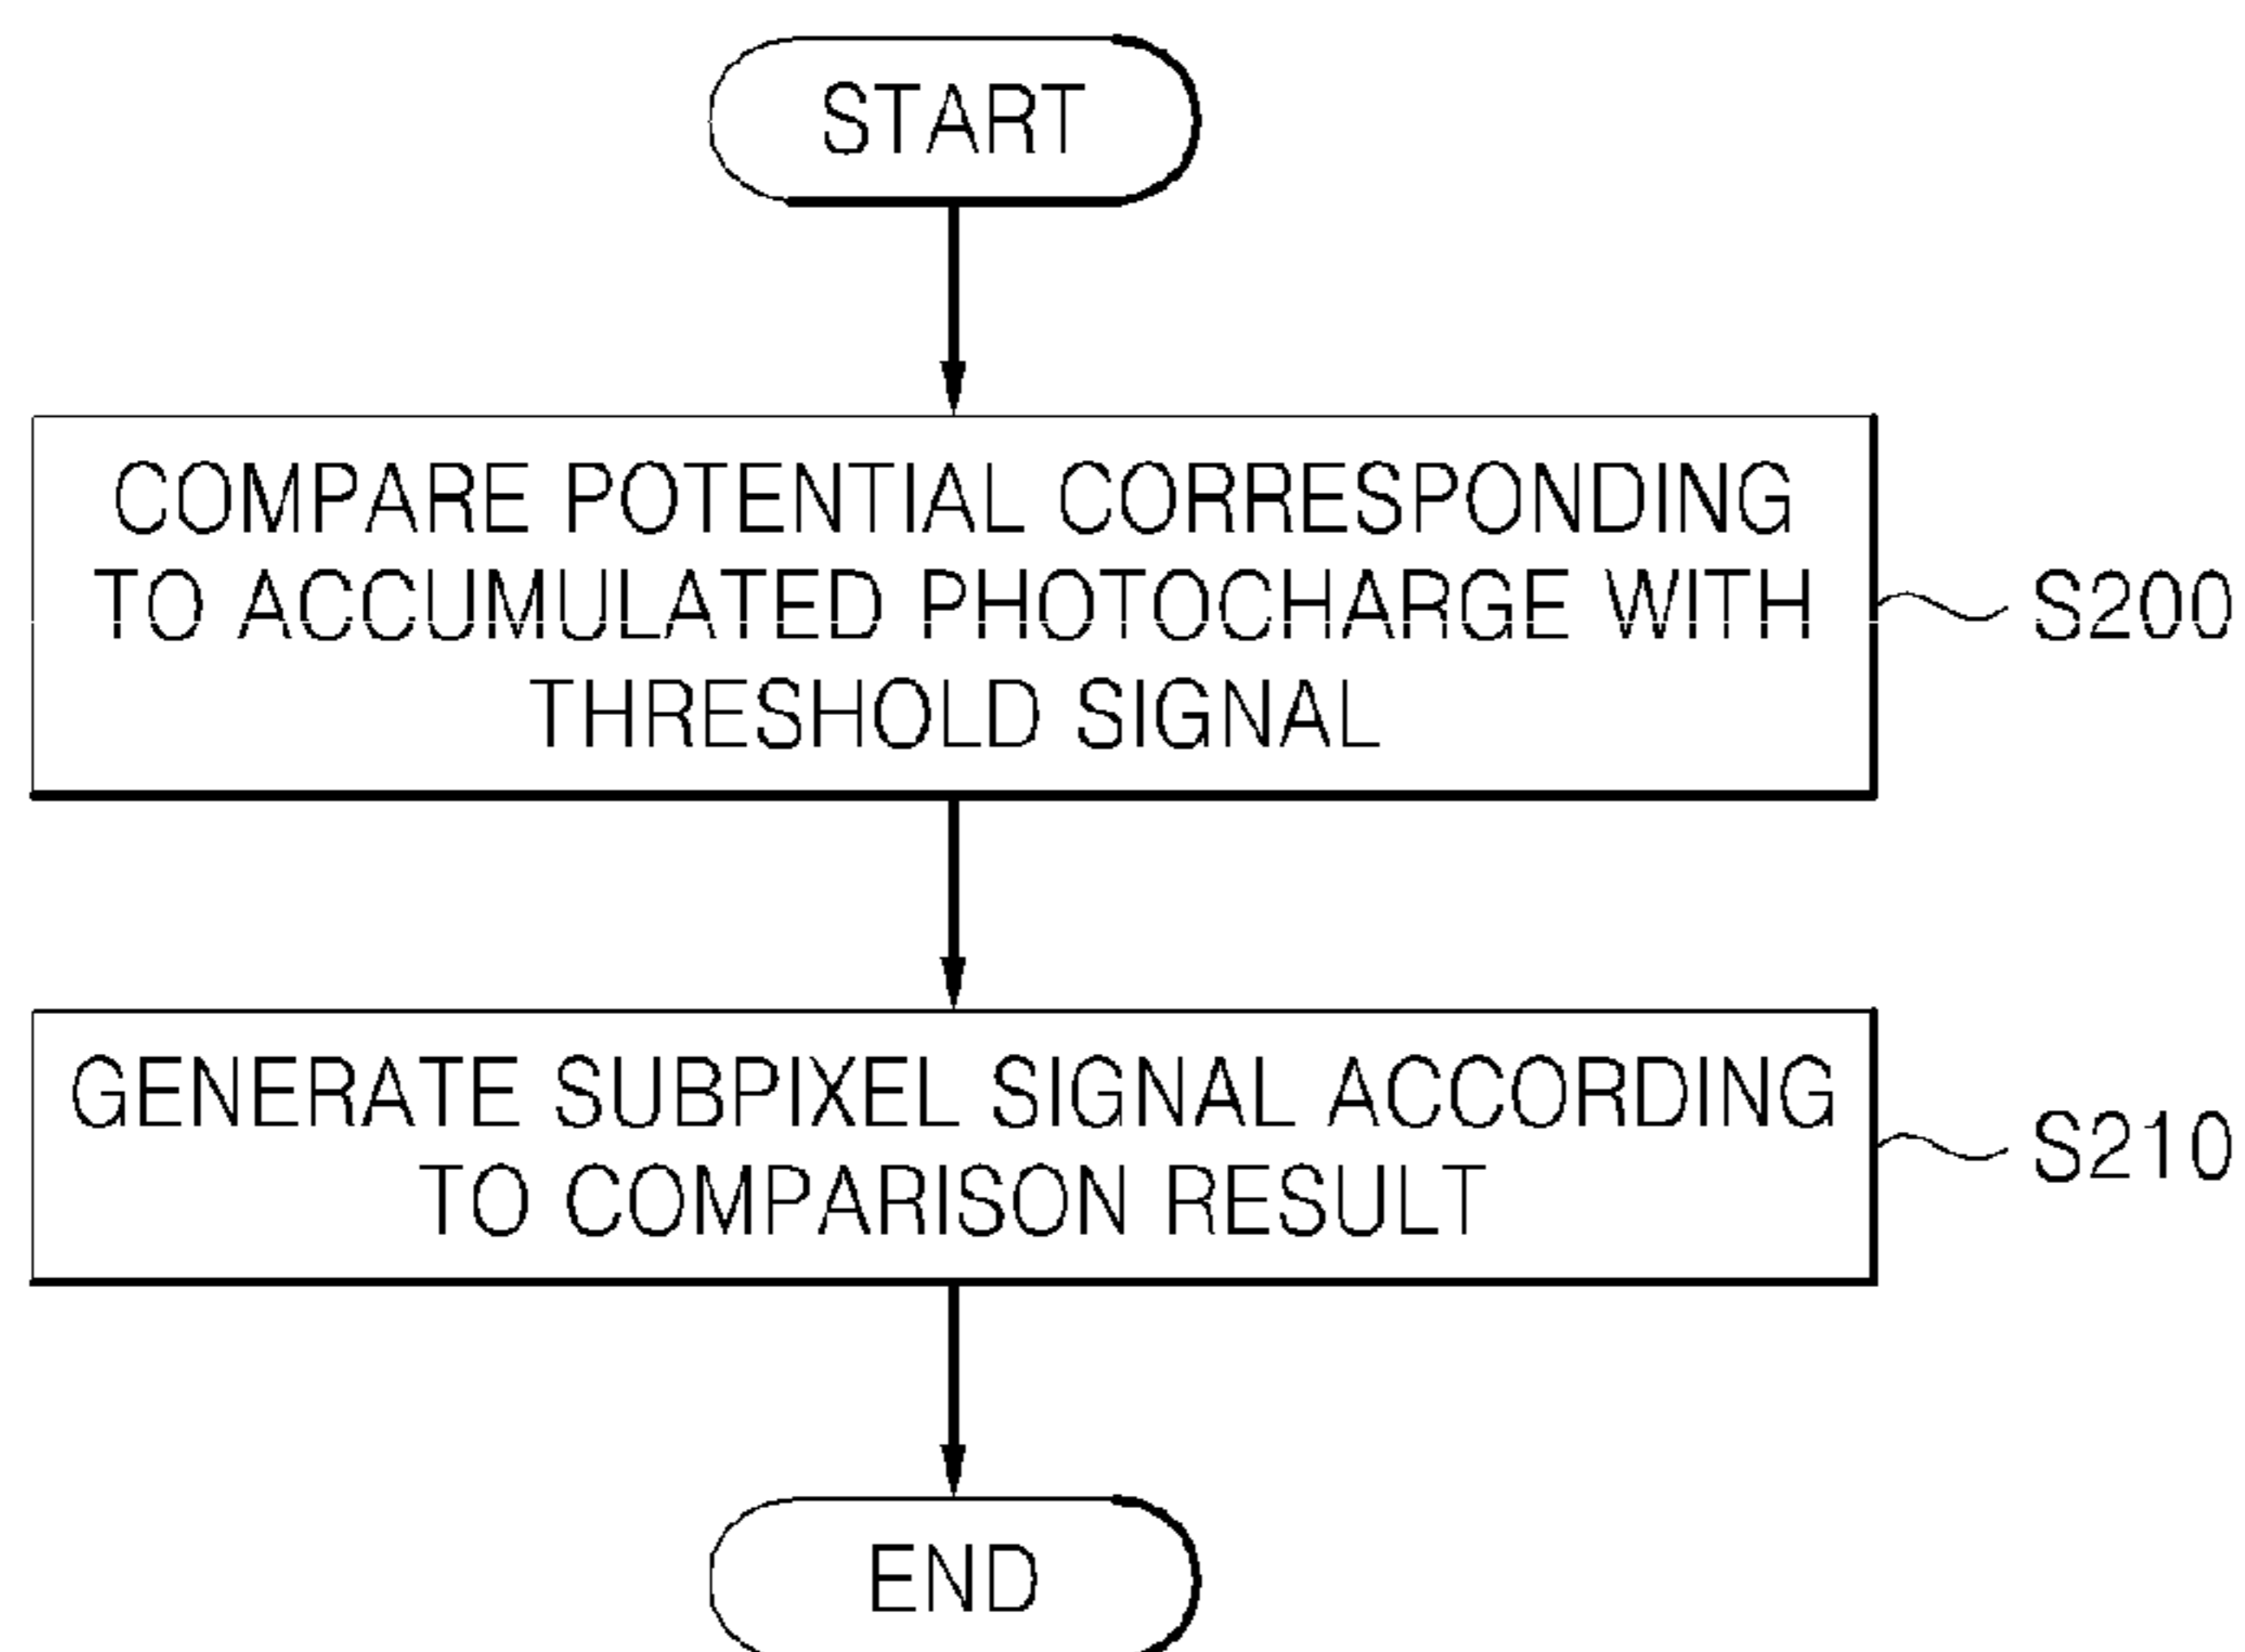 START
COMPARE POTENTIAL CORRESPONDING
TO ACCUMULATED PHOTOCHARGE WITH
THRESHOLD SIGNAL
S200
GENERATE SUBPIXEL SIGNAL ACCORDING
TO COMPARISON RESULT
S210
END